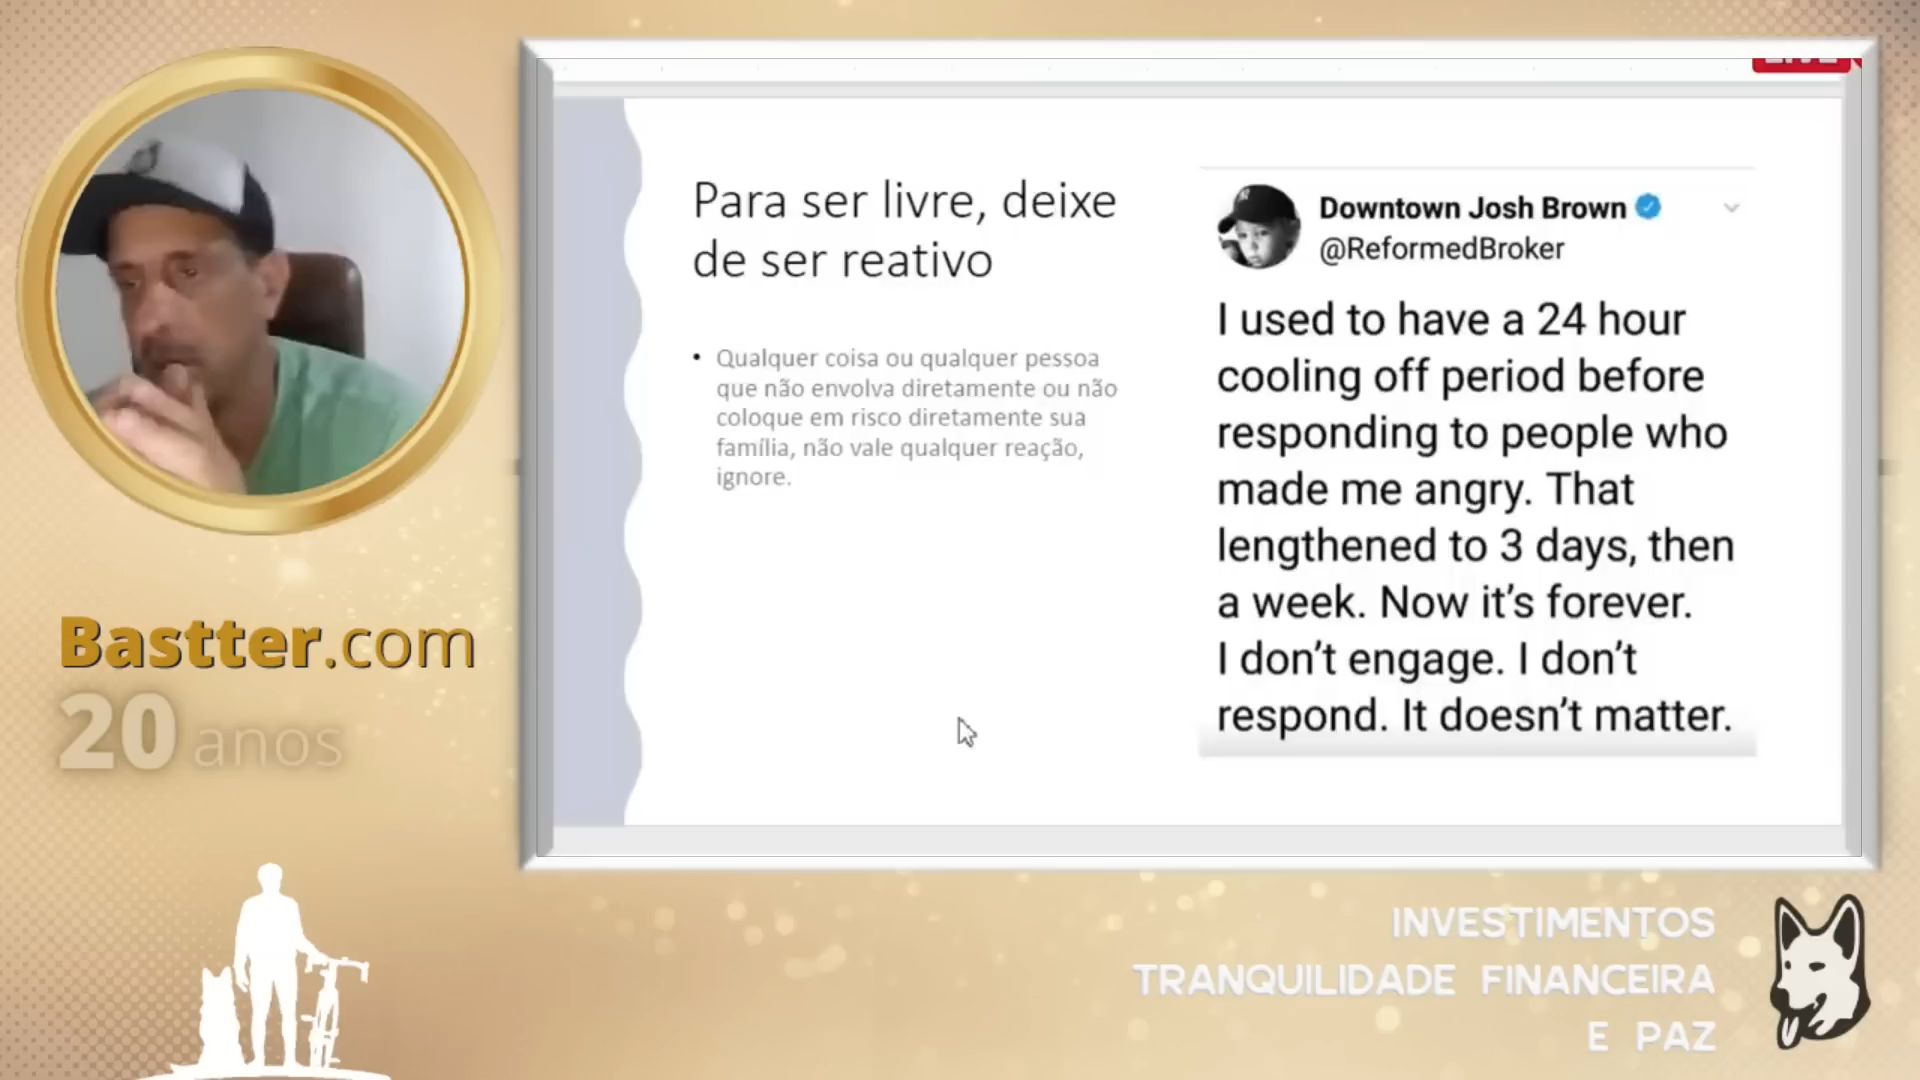 Para ser livre, deixe
de ser reativo
• Qualquer coisa ou qualquer pessoa
que não envolva diretamente ou não
coloque em risco diretamente sua
família, não vale qualquer reação,
ignore.
Downtown Josh Brown
@ReformedBroker
I used to have a 24 hour
cooling off period before
responding to people who
made me angry. That
lengthened to 3 days, then
a week. Now it’s forever.
I don’t engage. I don’t
respond. It doesn’t matter.
Bastter.com
20 anos
INVESTIMENTOS
TRANQUILIDADE FINANCEIRA
E PAZ